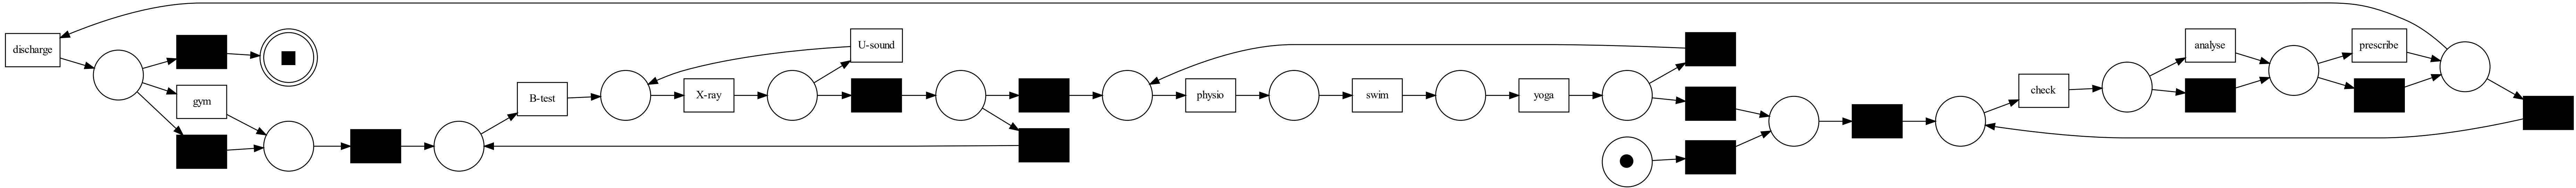 discharge
gym
B-test
X-ray
U-sound
physio
swim
yoga
check
analyse
prescribe